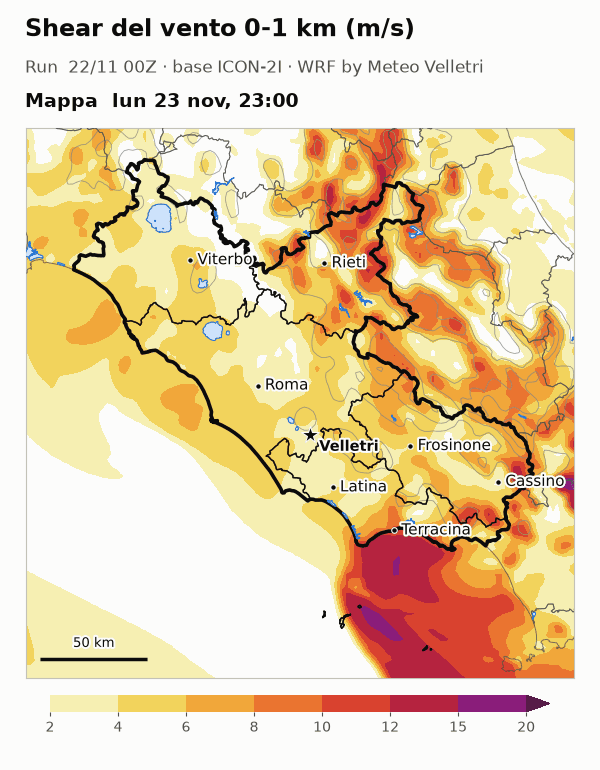 Shear del vento 0-1 km (m/s)
Run  22/11 00Z · base ICON-2I · WRF by Meteo Velletri
Mappa  lun 23 nov, 23:00
Viterbo
Rieti
Roma
Velletri
Frosinone
Latina
Cassino
Terracina
50 km
2 4 6 8 10 12 15 20